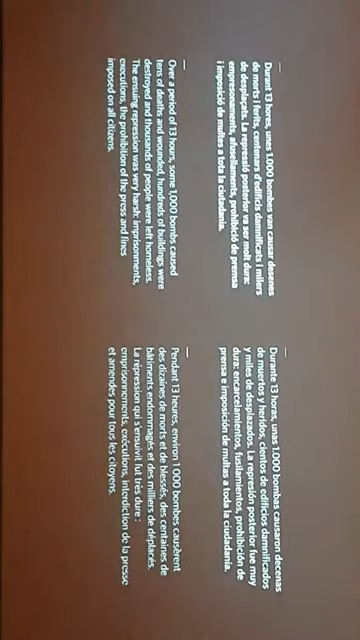 Durant 13 hores, unes 1.000 bombes van causar desenes
de morts i ferits, centenars d'edificis damnificats i milers
de desplaçats. La repressió posterior va ser molt dura:
empresonaments, afusellaments, prohibició de premsa
i imposició de multes a tota la ciutadania.
Durante 13 horas, unas 1.000 bombas causaron decenas
de muertos y heridos, cientos de edificios damnificados
y miles de desplazados. La represión posterior fue muy
dura: encarcelamientos, fusilamientos, prohibición de
prensa e imposición de multas a toda la ciudadanía.
Over a period of 13 hours, some 1,000 bombs caused
tens of deaths and wounded, hundreds of buildings were
destroyed and thousands of people were left homeless.
The ensuing repression was very harsh: imprisonments,
executions, the prohibition of the press and fines
imposed on all citizens.
Pendant 13 heures, environ 1 000 bombes causèrent
des dizaines de morts et de blessés, des centaines de
bâtiments endommagés et des milliers de déplacés.
La répression qui s'ensuivit fut très dure :
emprisonnements, exécutions, interdiction de la presse
et amendes pour tous les citoyens.